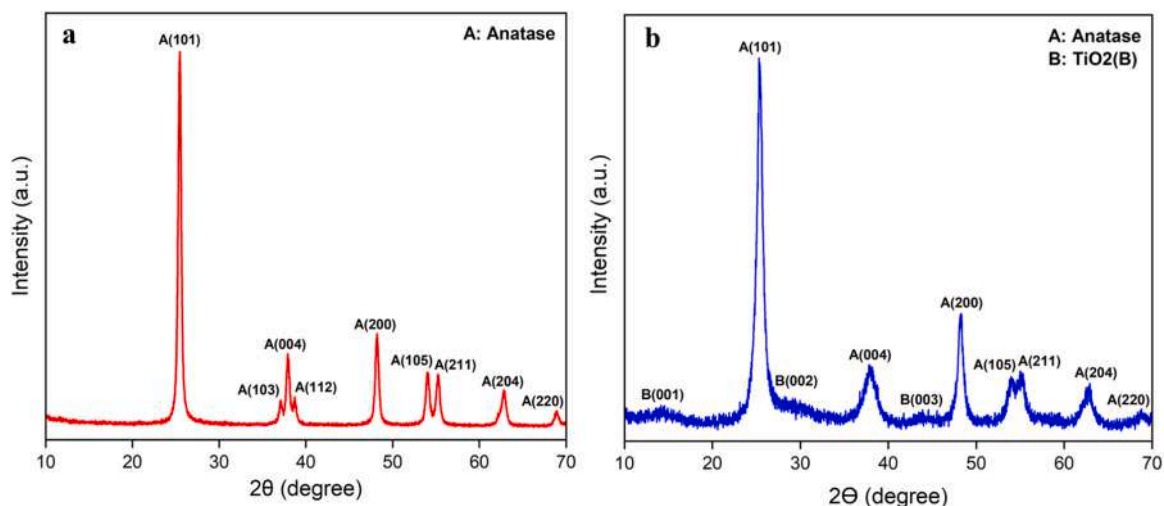 a
A: Anatase
A(101)
A(200)
A(004)
A(105)
A(211)
A(103)
A(112)
A(204)
A(220)
Intensity (a.u.)
10 20 30 40 50 60 70
2θ (degree)
b
A: Anatase
B: TiO2(B)
A(101)
A(200)
A(004)
A(105)
A(211)
B(001)
B(002)
B(003)
A(204)
A(220)
Intensity (a.u.)
10 20 30 40 50 60 70
2Θ (degree)